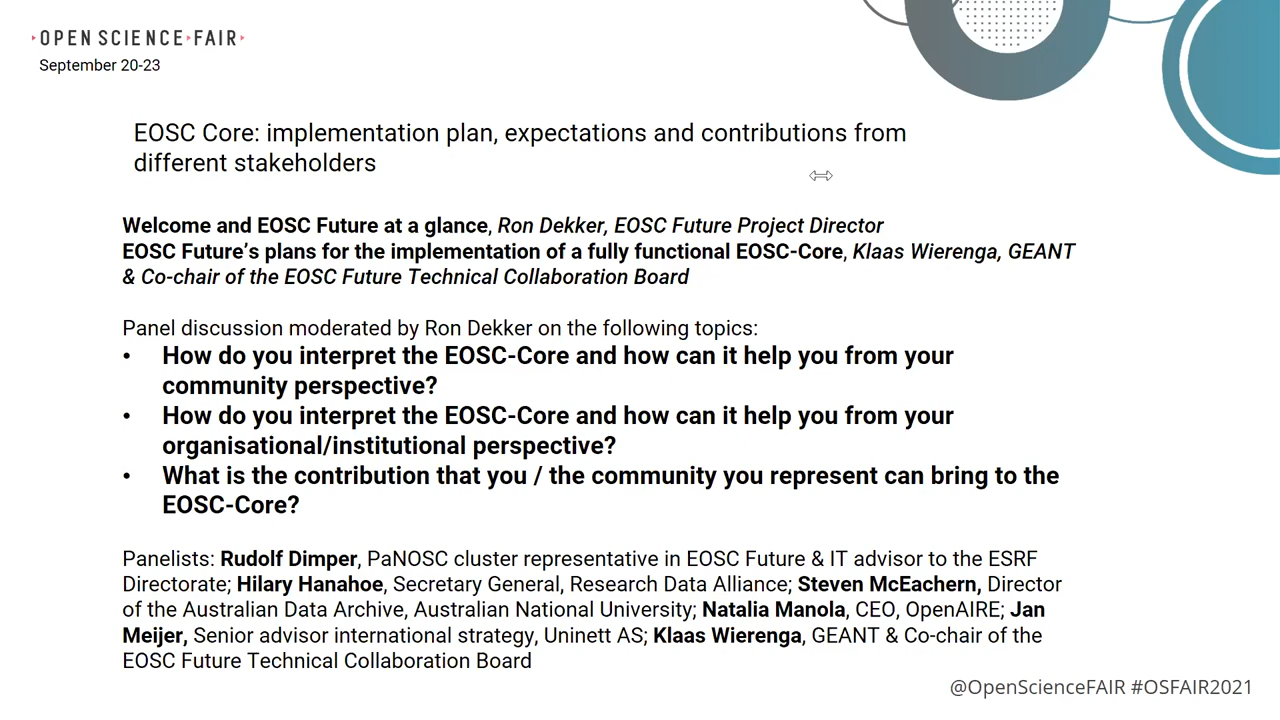 OPEN SCIENCE FAIR
September 20-23
EOSC Core: implementation plan, expectations and contributions from
different stakeholders
Welcome and EOSC Future at a glance, Ron Dekker, EOSC Future Project Director
EOSC Future’s plans for the implementation of a fully functional EOSC-Core, Klaas Wierenga, GEANT
& Co-chair of the EOSC Future Technical Collaboration Board
Panel discussion moderated by Ron Dekker on the following topics:
• How do you interpret the EOSC-Core and how can it help you from your
community perspective?
• How do you interpret the EOSC-Core and how can it help you from your
organisational/institutional perspective?
• What is the contribution that you / the community you represent can bring to the
EOSC-Core?
Panelists: Rudolf Dimper, PaNOSC cluster representative in EOSC Future & IT advisor to the ESRF
Directorate; Hilary Hanahoe, Secretary General, Research Data Alliance; Steven McEachern, Director
of the Australian Data Archive, Australian National University; Natalia Manola, CEO, OpenAIRE; Jan
Meijer, Senior advisor international strategy, Uninett AS; Klaas Wierenga, GEANT & Co-chair of the
EOSC Future Technical Collaboration Board
@OpenScienceFAIR #OSFAIR2021